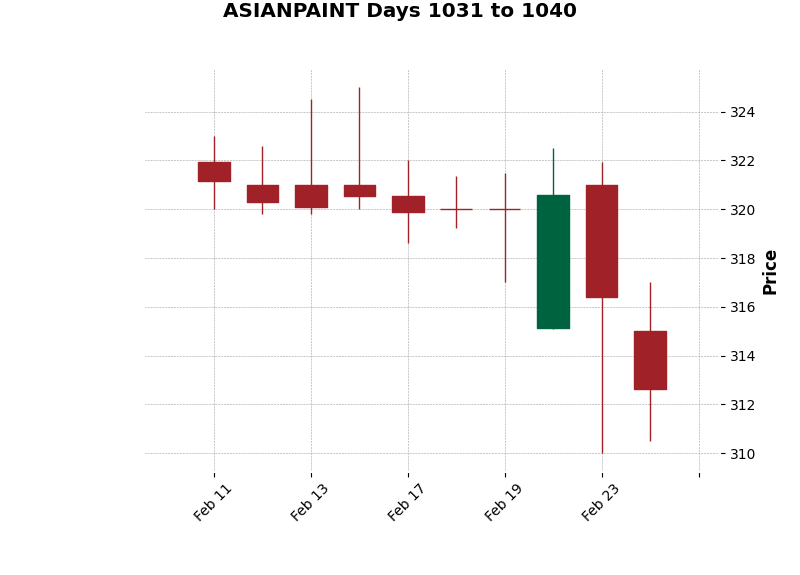 ASIANPAINT Days 1031 to 1040
324
322
320
318
316
314
312
310
Price
Feb 11
Feb 13
Feb 17
Feb 19
Feb 23